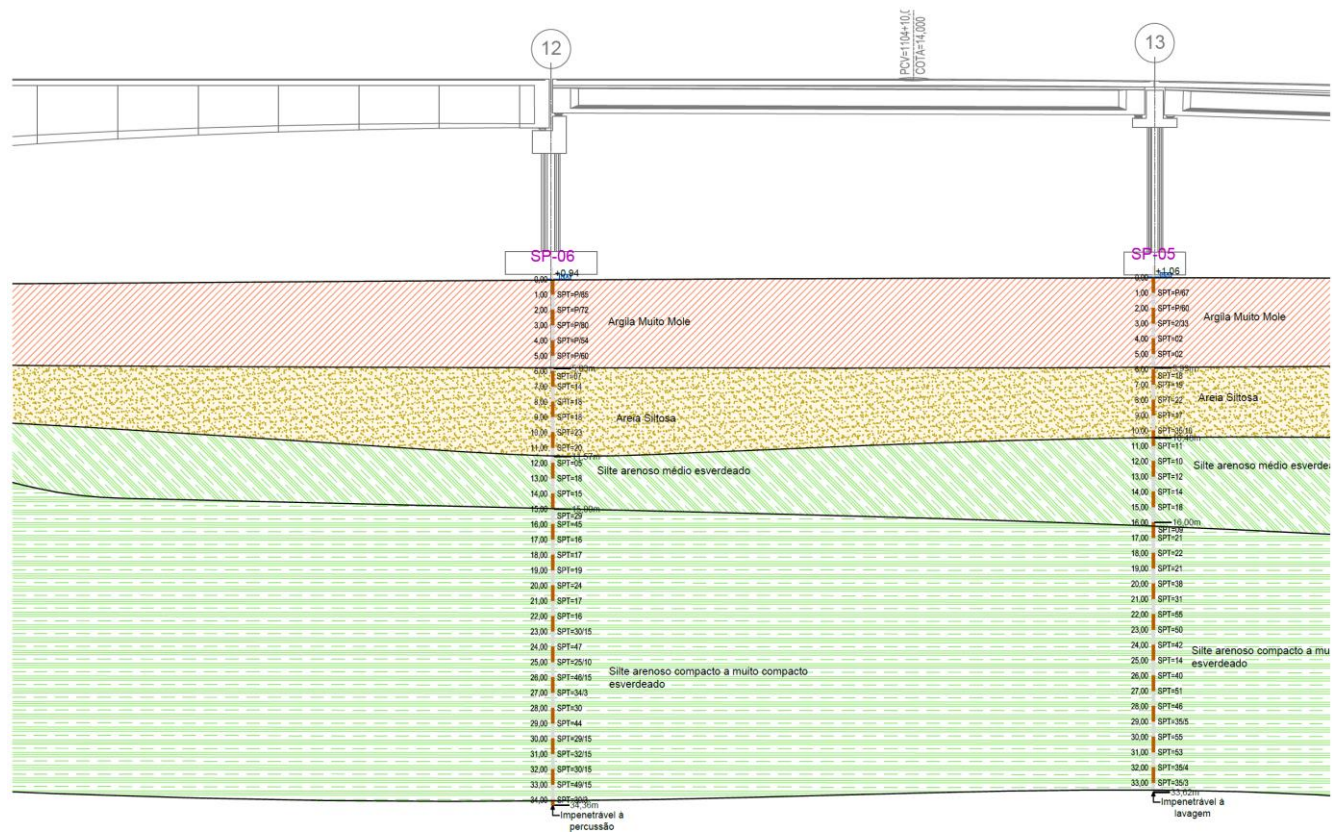 12
13
PCV=1104+10,0
COTA=14,000
SP-06
+0.94
0,00
1,00 SPT=P/85
2,00 SPT=P/72
3,00 SPT=P/80
4,00 SPT=P/54
5,00 SPT=P/60
6,00
SPT=07
7,00 SPT=14
8,00 SPT=18
9,00 SPT=18
10,00 SPT=23
11,00 SPT=20
11,57m
12,00 SPT=05
13,00 SPT=18
14,00 SPT=15
15,00 15,00m
SPT=29
16,00 SPT=45
17,00 SPT=16
18,00 SPT=17
19,00 SPT=19
20,00 SPT=24
21,00 SPT=17
22,00 SPT=16
23,00 SPT=30/15
24,00 SPT=47
25,00 SPT=25/10
26,00 SPT=46/15
27,00 SPT=34/3
28,00 SPT=30
29,00 SPT=44
30,00 SPT=29/15
31,00 SPT=32/15
32,00 SPT=30/15
33,00 SPT=49/15
34,00
34,36m
Impenetrável à
percussão
Argila Muito Mole
Areia Siltosa
Silte arenoso médio esverdeado
Silte arenoso compacto a muito compacto
esverdeado
SP-05
+1.06
0,00
1,00 SPT=P/67
2,00 SPT=P/60
3,00 SPT=2/33
4,00 SPT=02
5,00 SPT=02
6,00
SPT=18
7,00 SPT=19
8,00 SPT=22
9,00 SPT=17
10,00 SPT=35/16
10,46m
11,00 SPT=11
12,00 SPT=10
13,00 SPT=12
14,00 SPT=14
15,00 SPT=18
16,00 16,00m
SPT=09
17,00 SPT=21
18,00 SPT=22
19,00 SPT=21
20,00 SPT=38
21,00 SPT=31
22,00 SPT=55
23,00 SPT=50
24,00 SPT=42
25,00 SPT=14
26,00 SPT=40
27,00 SPT=51
28,00 SPT=46
29,00 SPT=35/5
30,00 SPT=55
31,00 SPT=53
32,00 SPT=35/4
33,00 SPT=35/3
33,62m
Impenetrável à
lavagem
Argila Muito Mole
Areia Siltosa
Silte arenoso médio esverdea
Silte arenoso compacto a mu
esverdeado